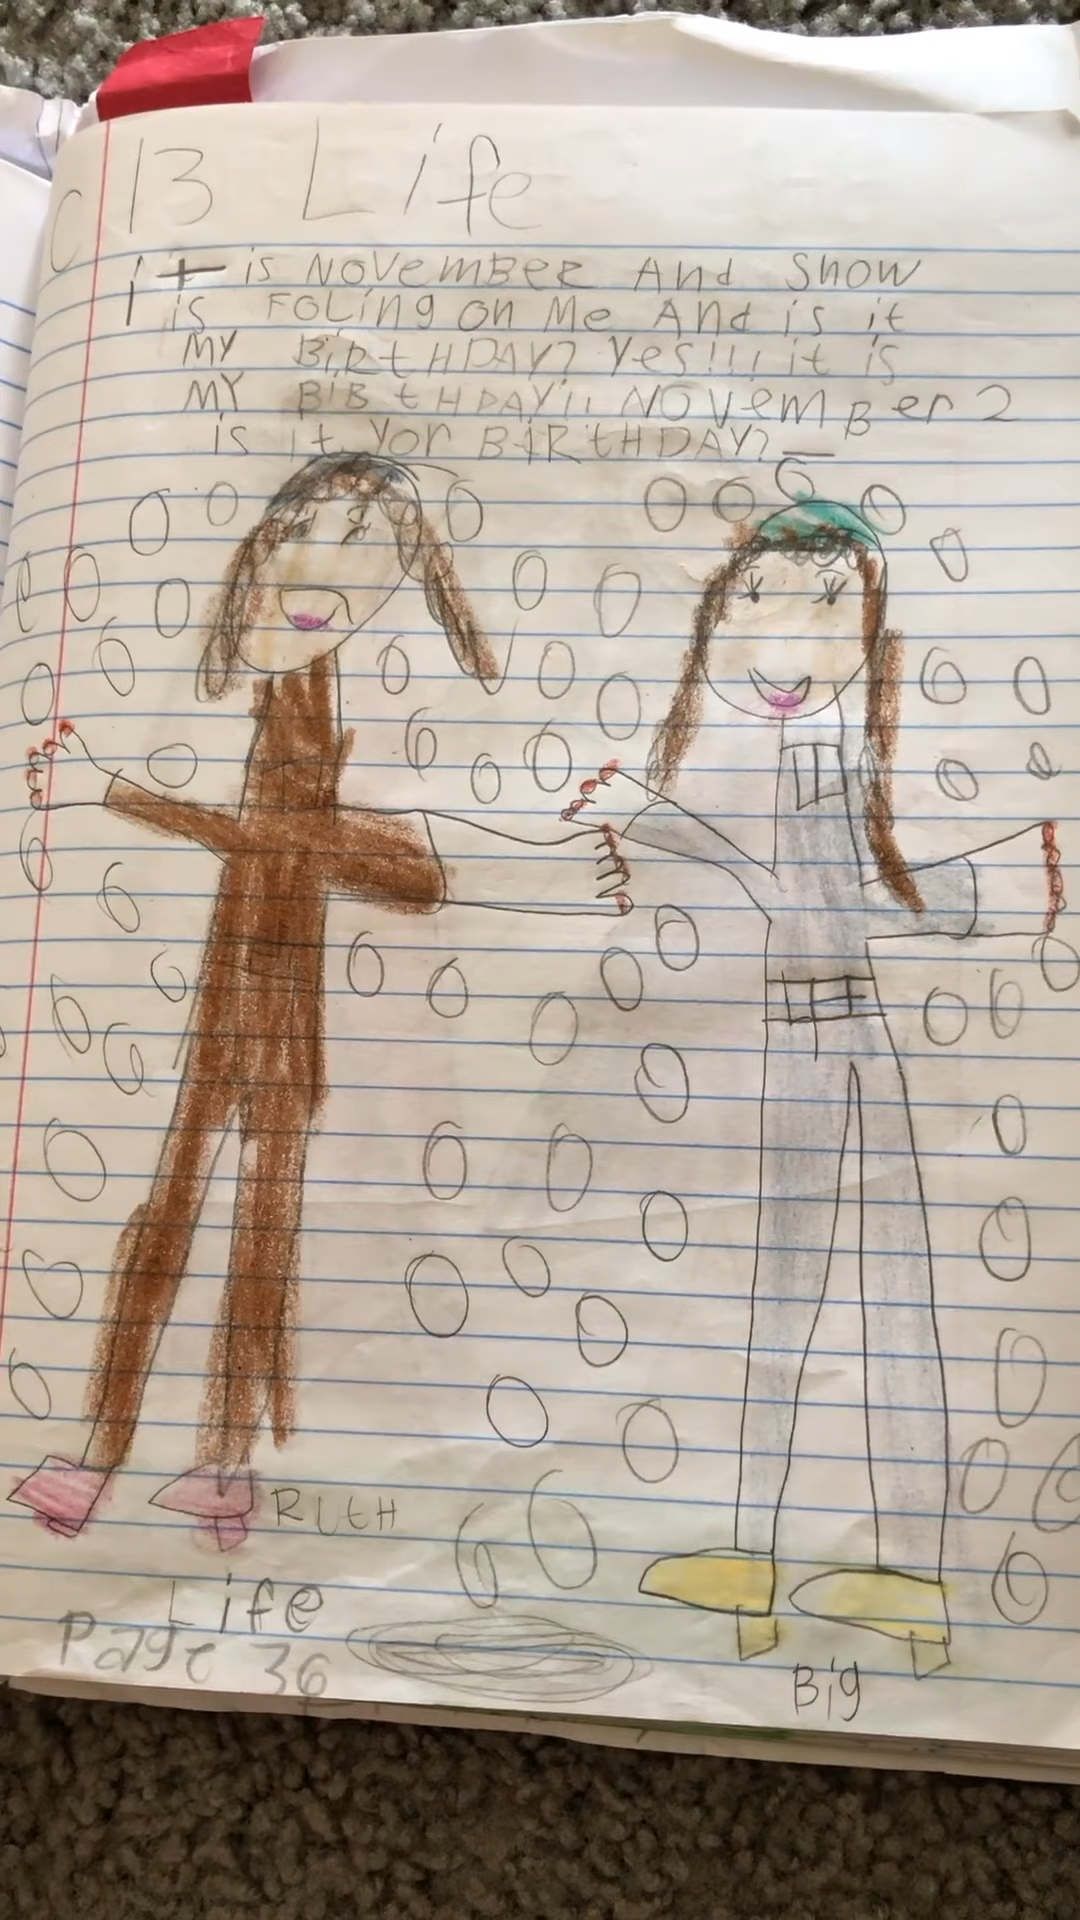 C 13 Life
it is NOVemBER And Snow
is FOLing on Me And is it
MY BiRtHDAY? Yes!!! it is
MY BiBtHDAY!! NOVemBer 2
is it Yor BiRtHDAY?
RUtH
Life
Page 36
Big